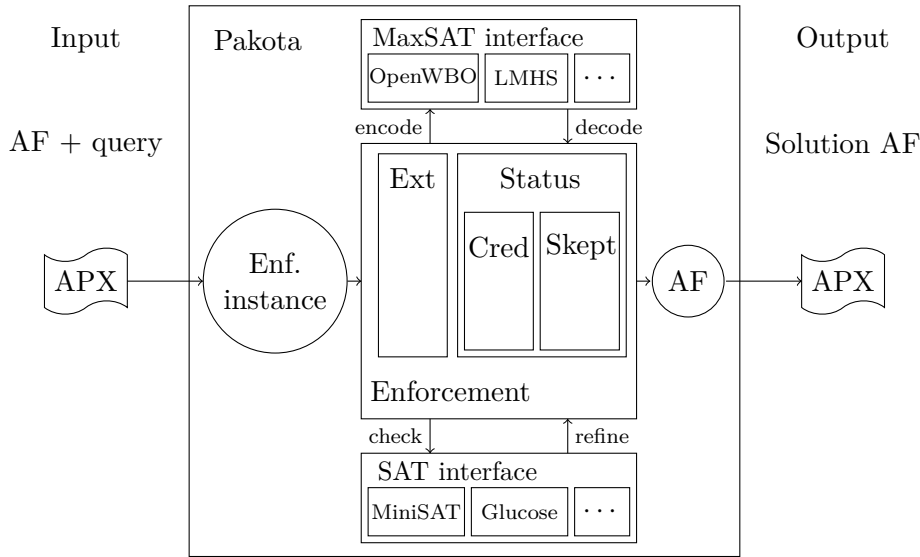 Input
Pakota
MaxSAT interface
Output
OpenWBO
LMHS
· · ·
encode
decode
AF + query
Solution AF
Ext
Status
Cred
Skept
APX
Enf.
instance
AF
APX
Enforcement
check
refine
SAT interface
MiniSAT
Glucose
· · ·